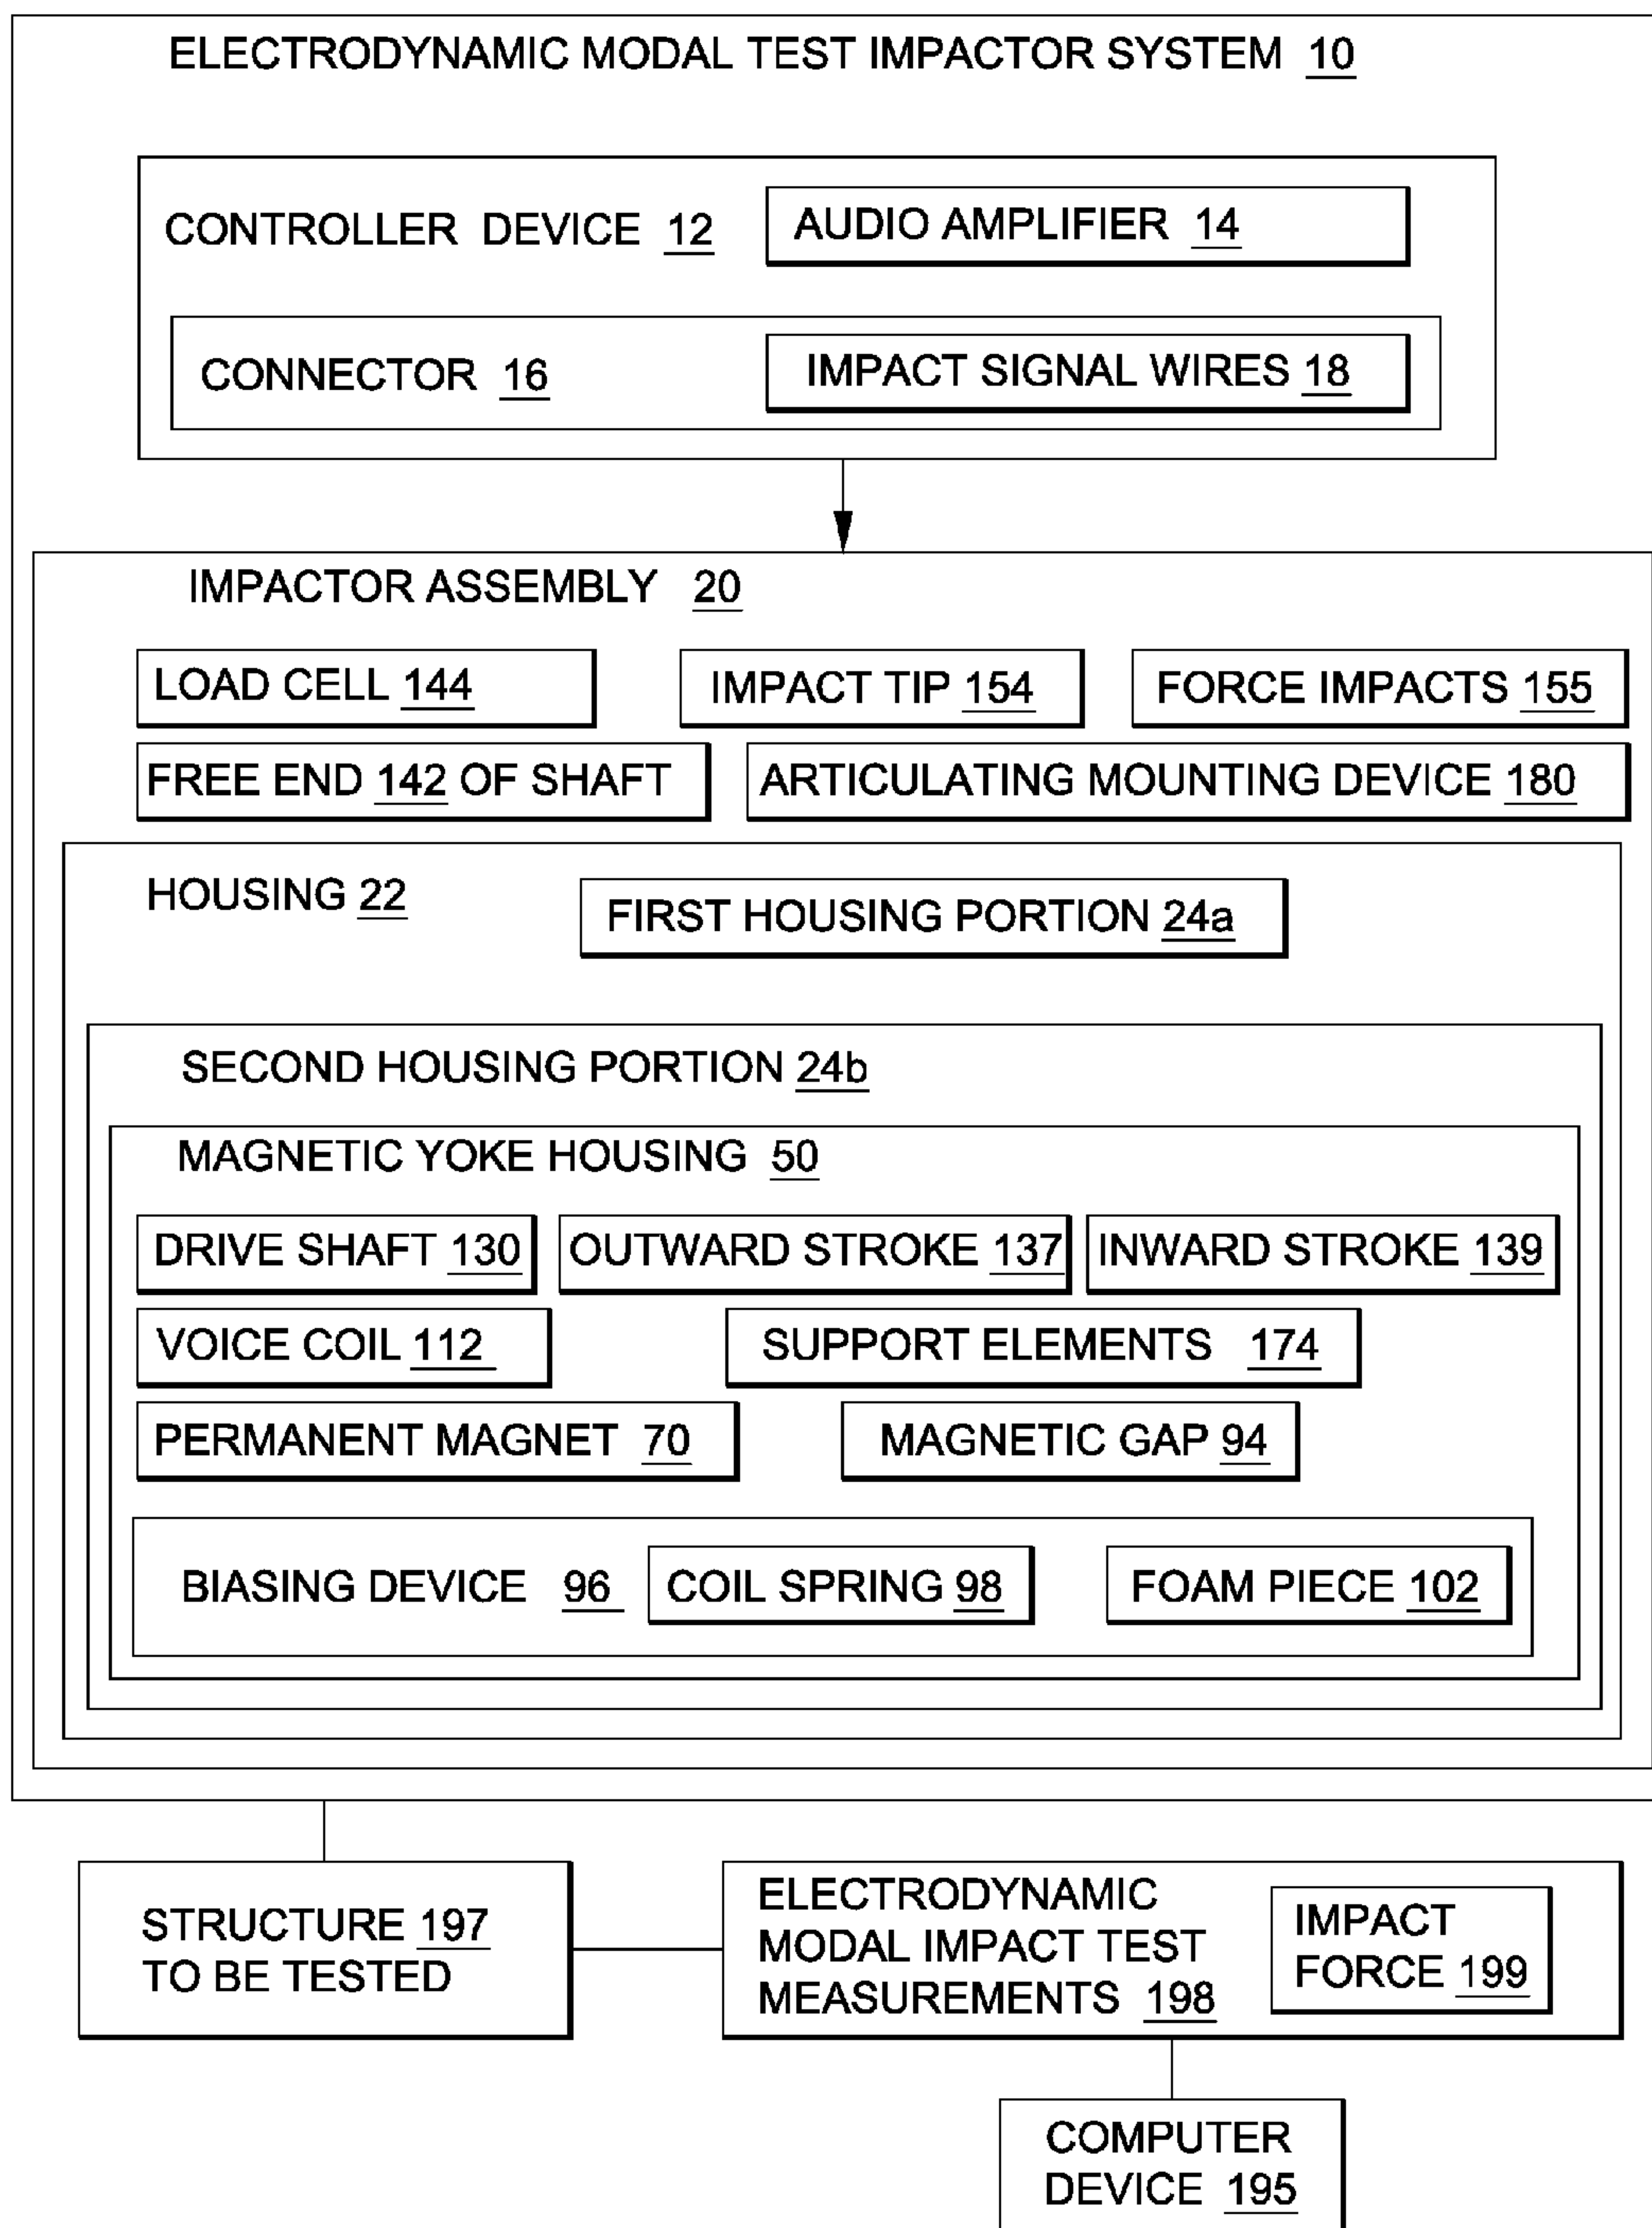 ELECTRODYNAMIC MODAL TEST IMPACTOR SYSTEM 10
CONTROLLER DEVICE 12
AUDIO AMPLIFIER 14
CONNECTOR 16
IMPACT SIGNAL WIRES 18
IMPACTOR ASSEMBLY 20
LOAD CELL 144
IMPACT TIP 154
FORCE IMPACTS 155
FREE END 142 OF SHAFT
ARTICULATING MOUNTING DEVICE 180
HOUSING 22
FIRST HOUSING PORTION 24a
SECOND HOUSING PORTION 24b
MAGNETIC YOKE HOUSING 50
DRIVE SHAFT 130
OUTWARD STROKE 137
INWARD STROKE 139
VOICE COIL 112
SUPPORT ELEMENTS 174
PERMANENT MAGNET 70
MAGNETIC GAP 94
BIASING DEVICE 96
COIL SPRING 98
FOAM PIECE 102
STRUCTURE 197
TO BE TESTED
ELECTRODYNAMIC
MODAL IMPACT TEST
MEASUREMENTS 198
IMPACT
FORCE 199
COMPUTER
DEVICE 195